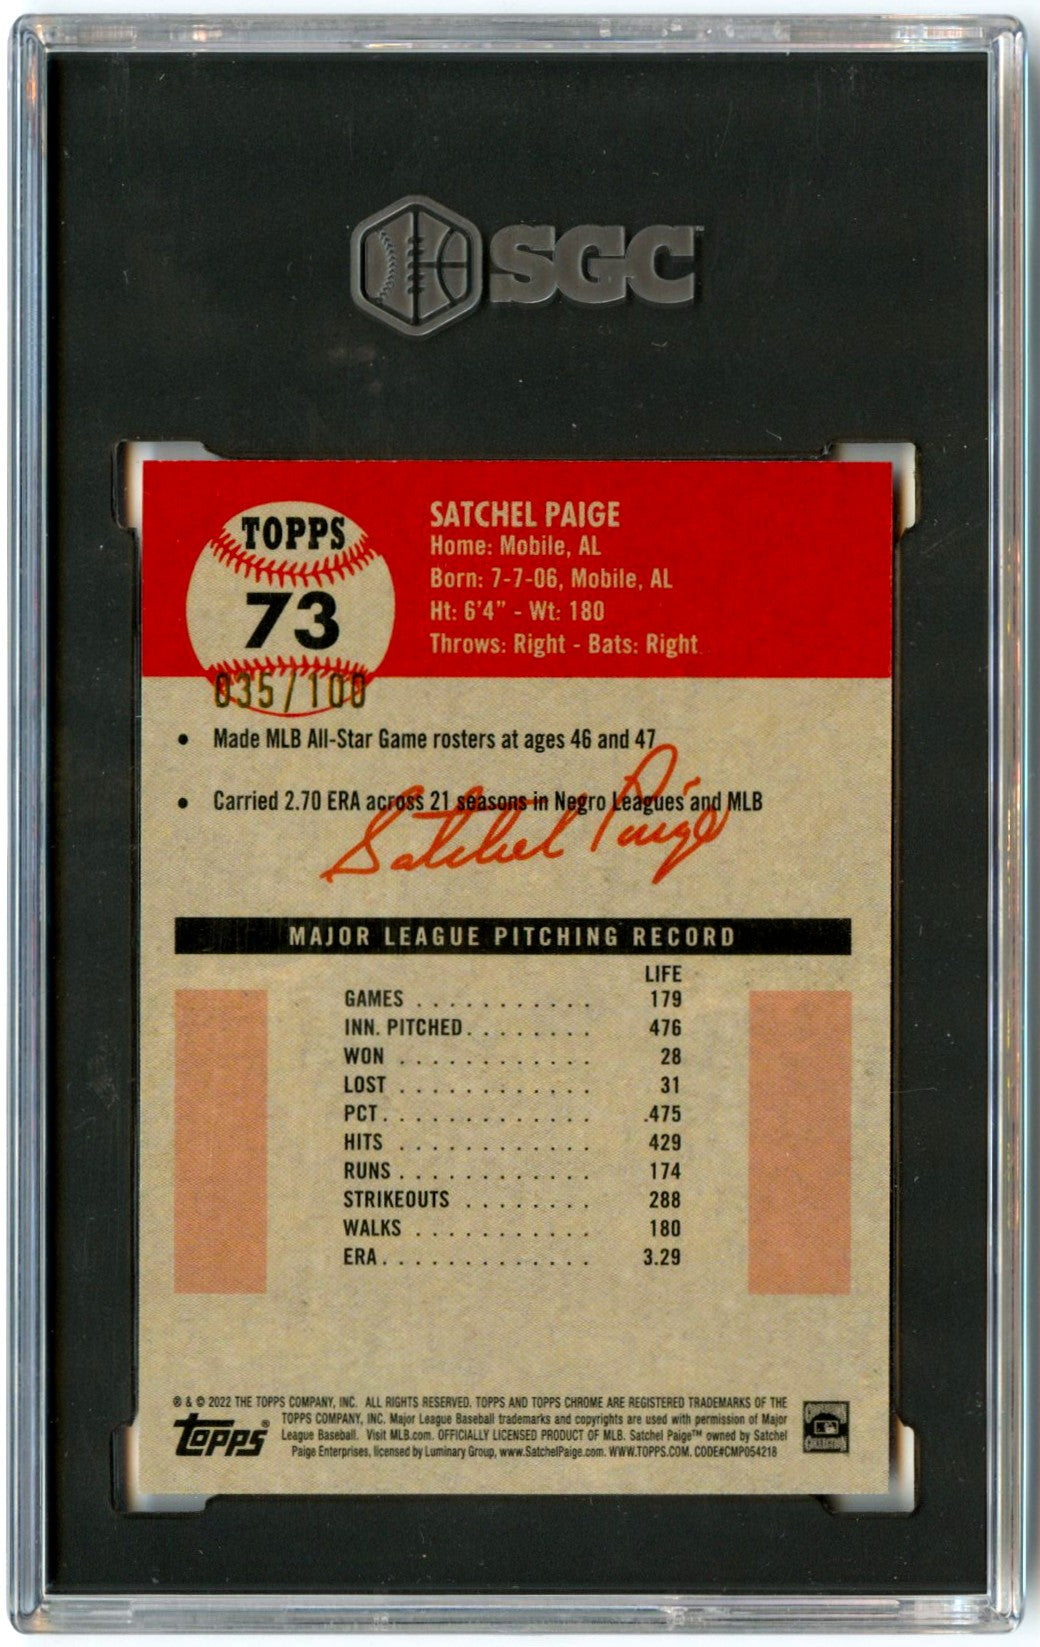 SGC
TOPPS
73
035/100
SATCHEL PAIGE
Home: Mobile, AL
Born: 7-7-06, Mobile, AL
Ht: 6'4" - Wt: 180
Throws: Right - Bats: Right
• Made MLB All-Star Game rosters at ages 46 and 47
• Carried 2.70 ERA across 21 seasons in Negro Leagues and MLB
Satchel Paige
MAJOR LEAGUE PITCHING RECORD
LIFE
GAMES . . . . . . . . . . . 179
INN. PITCHED. . . . . . . . 476
WON . . . . . . . . . . . . 28
LOST . . . . . . . . . . . . 31
PCT. . . . . . . . . . . . . .475
HITS . . . . . . . . . . . . 429
RUNS . . . . . . . . . . . . 174
STRIKEOUTS . . . . . . . . 288
WALKS . . . . . . . . . . . 180
ERA. . . . . . . . . . . . . 3.29
® & © 2022 THE TOPPS COMPANY, INC. ALL RIGHTS RESERVED. TOPPS AND TOPPS CHROME ARE REGISTERED TRADEMARKS OF THE
TOPPS COMPANY, INC. Major League Baseball trademarks and copyrights are used with permission of Major
League Baseball. Visit MLB.com. OFFICIALLY LICENSED PRODUCT OF MLB. Satchel Paige™ owned by Satchel
Paige Enterprises, licensed by Luminary Group, www.SatchelPaige.com. WWW.TOPPS.COM. CODE#CMP054218
topps®